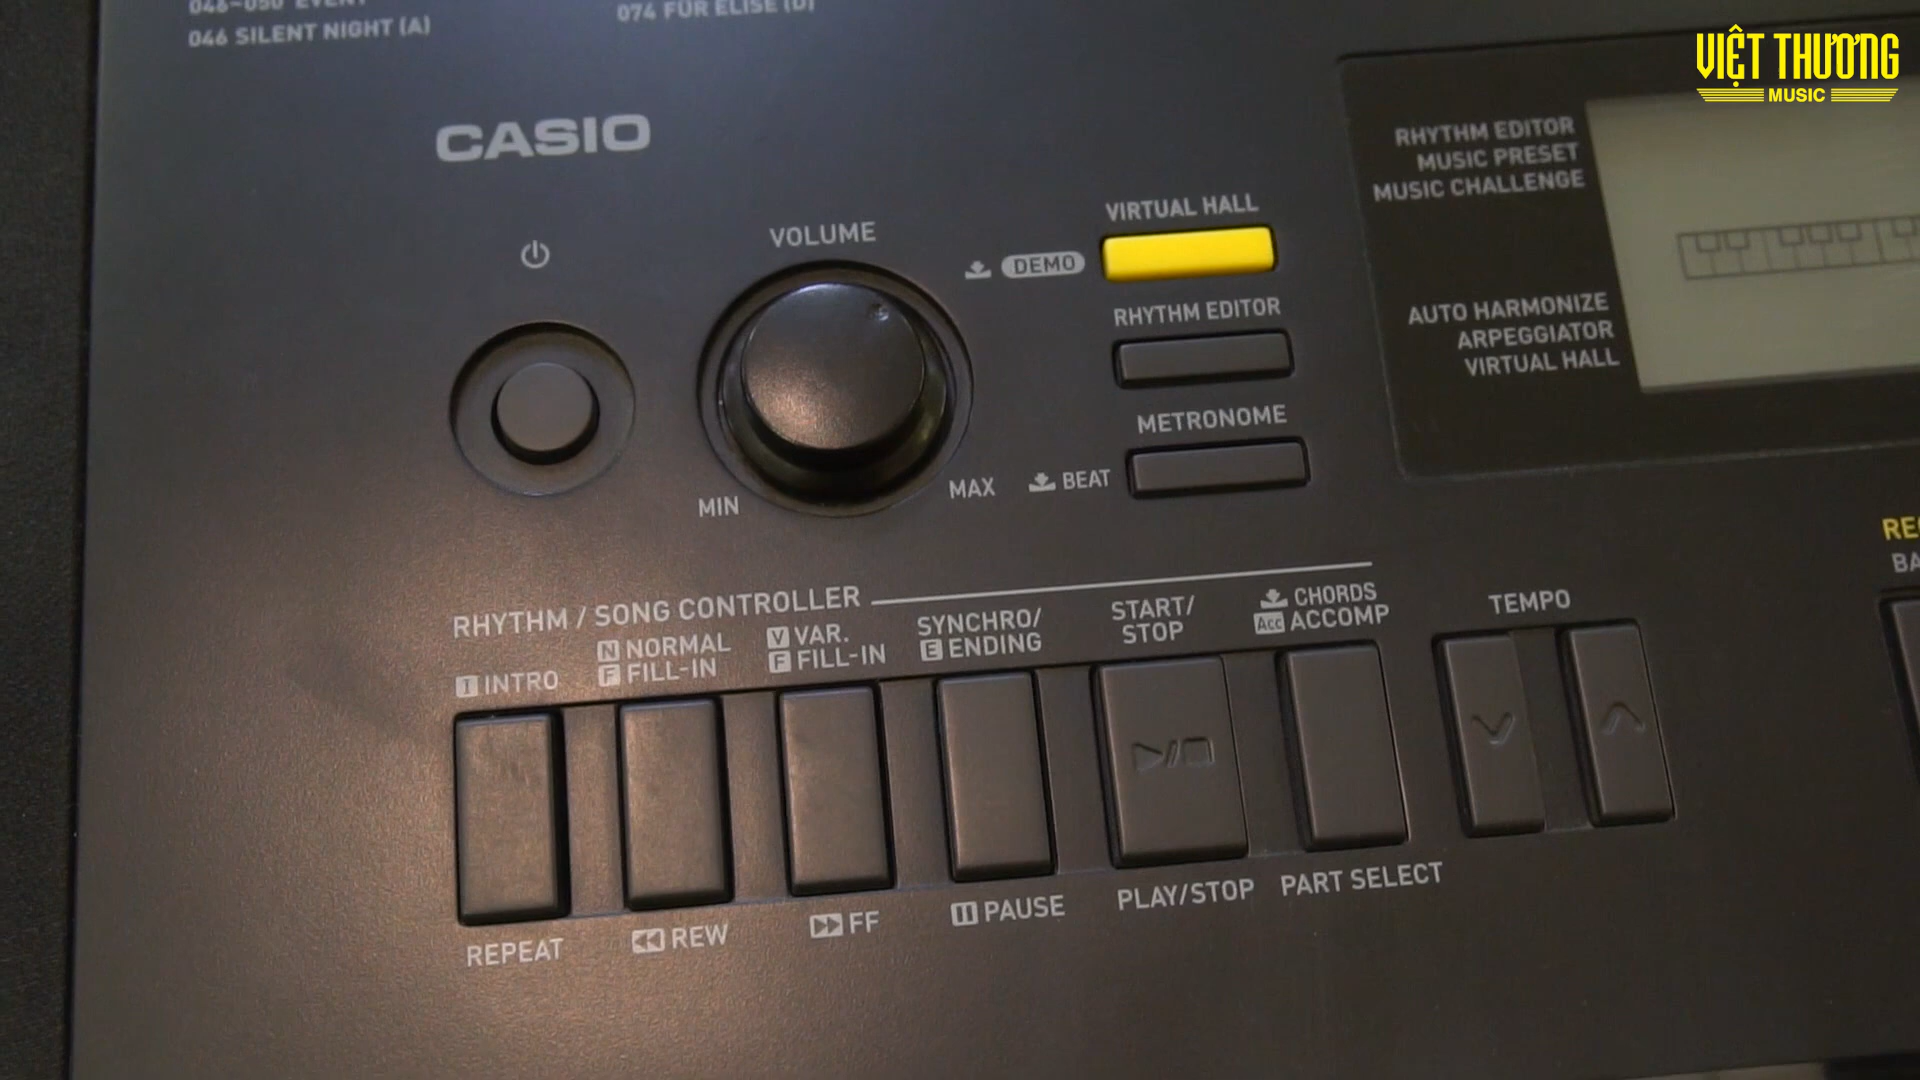 046-050 EVENT
046 SILENT NIGHT (A)
074 FÜR ELISE (D)
VIỆT THƯƠNG
MUSIC
CASIO
VOLUME
MIN
MAX
VIRTUAL HALL
DEMO
RHYTHM EDITOR
METRONOME
BEAT
RHYTHM EDITOR
MUSIC PRESET
MUSIC CHALLENGE
AUTO HARMONIZE
ARPEGGIATOR
VIRTUAL HALL
RHYTHM / SONG CONTROLLER
I INTRO
N NORMAL
F FILL-IN
V VAR.
F FILL-IN
SYNCHRO/
E ENDING
START/
STOP
CHORDS
Acc ACCOMP
TEMPO
REPEAT
REW
FF
PAUSE
PLAY/STOP
PART SELECT